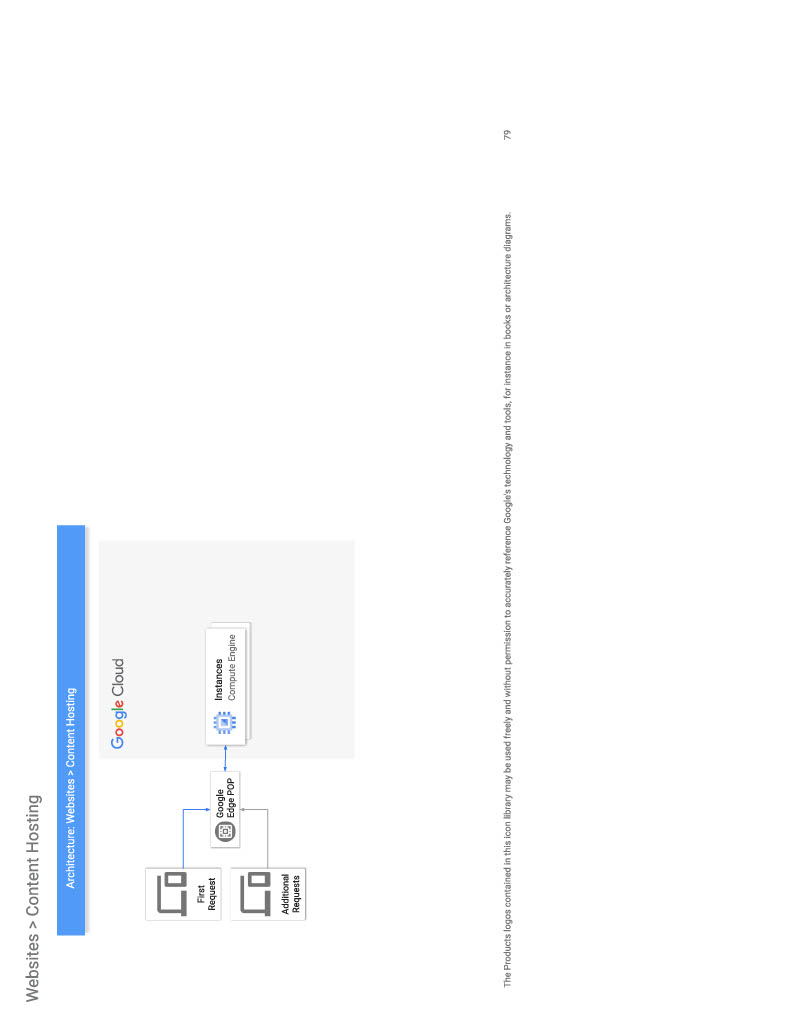 Websites > Content Hosting
Architecture: Websites > Content Hosting
Google Cloud
First
Request
Google
Edge POP
Instances
Compute Engine
Additional
Requests
The Products logos contained in this icon library may be used freely and without permission to accurately reference Google's technology and tools, for instance in books or architecture diagrams.
79